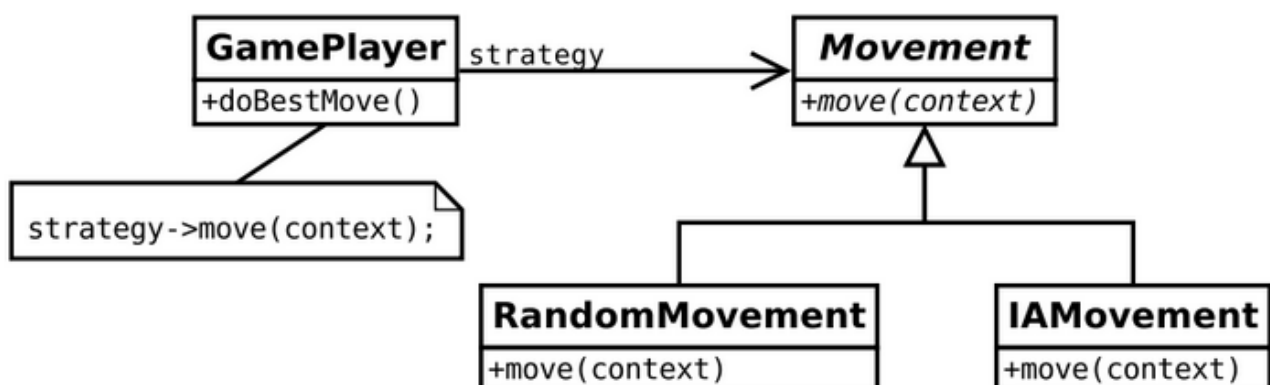 GamePlayer
+doBestMove()
strategy
Movement
+move(context)
strategy->move(context);
RandomMovement
+move(context)
IAMovement
+move(context)